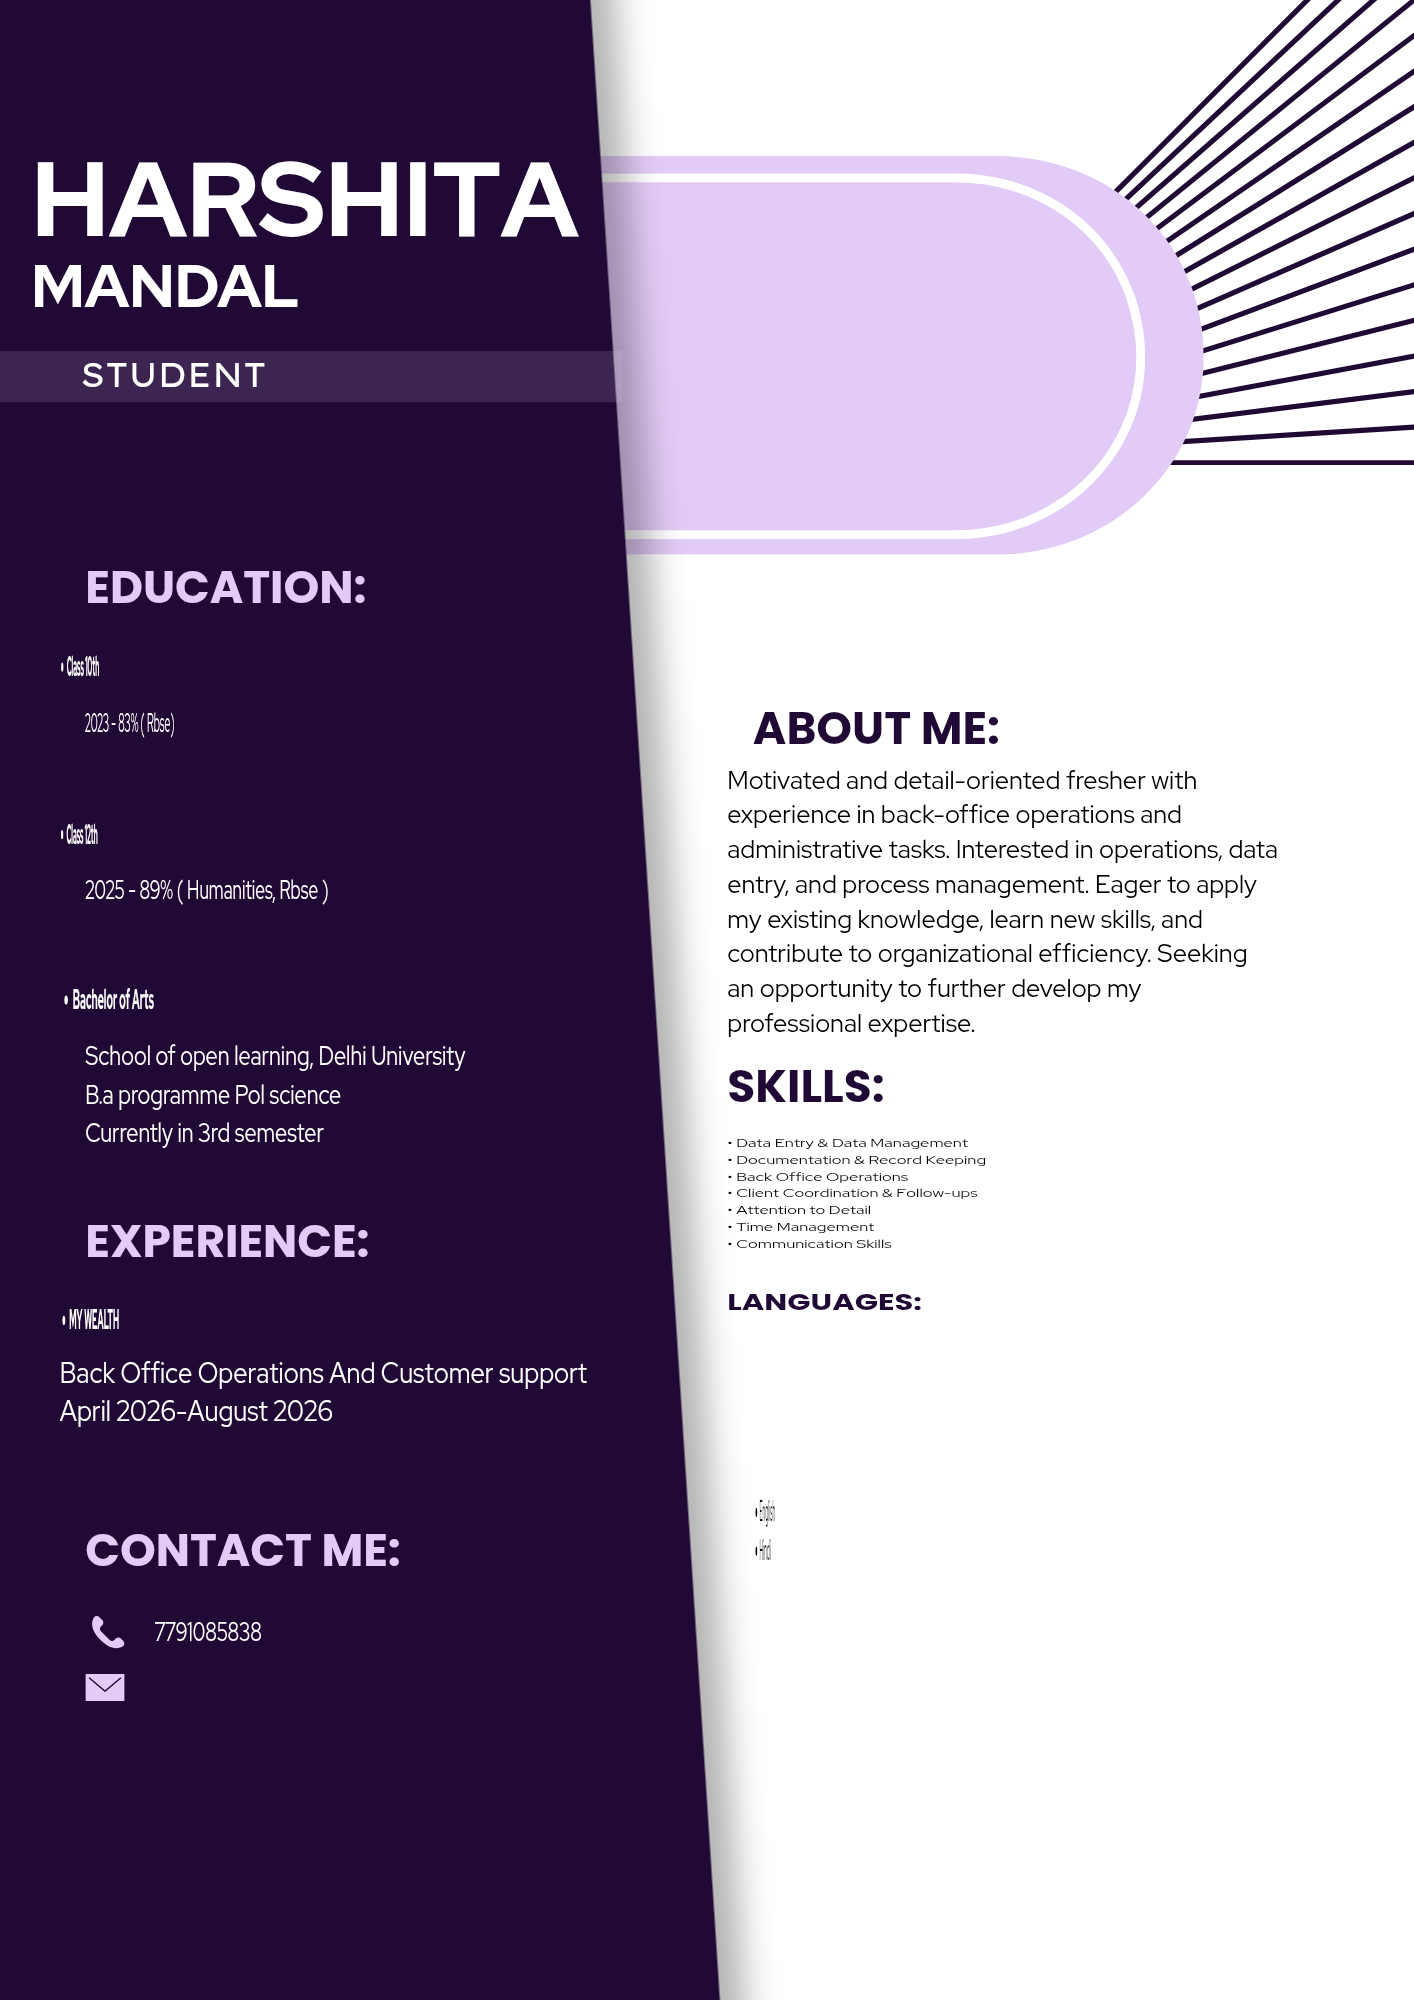 HARSHITA
MANDAL
STUDENT
EDUCATION:
• Class 10th
2023 - 83% ( Rbse)
• Class 12th
2025 - 89% ( Humanities, Rbse )
• Bachelor of Arts
School of open learning, Delhi University
B.a programme Pol science
Currently in 3rd semester
EXPERIENCE:
• MY WEALTH
Back Office Operations And Customer support
April 2026-August 2026
CONTACT ME:
7791085838
ABOUT ME:
Motivated and detail-oriented fresher with
experience in back-office operations and
administrative tasks. Interested in operations, data
entry, and process management. Eager to apply
my existing knowledge, learn new skills, and
contribute to organizational efficiency. Seeking
an opportunity to further develop my
professional expertise.
SKILLS:
• Data Entry & Data Management
• Documentation & Record Keeping
• Back Office Operations
• Client Coordination & Follow-ups
• Attention to Detail
• Time Management
• Communication Skills
LANGUAGES:
• English
• Hindi